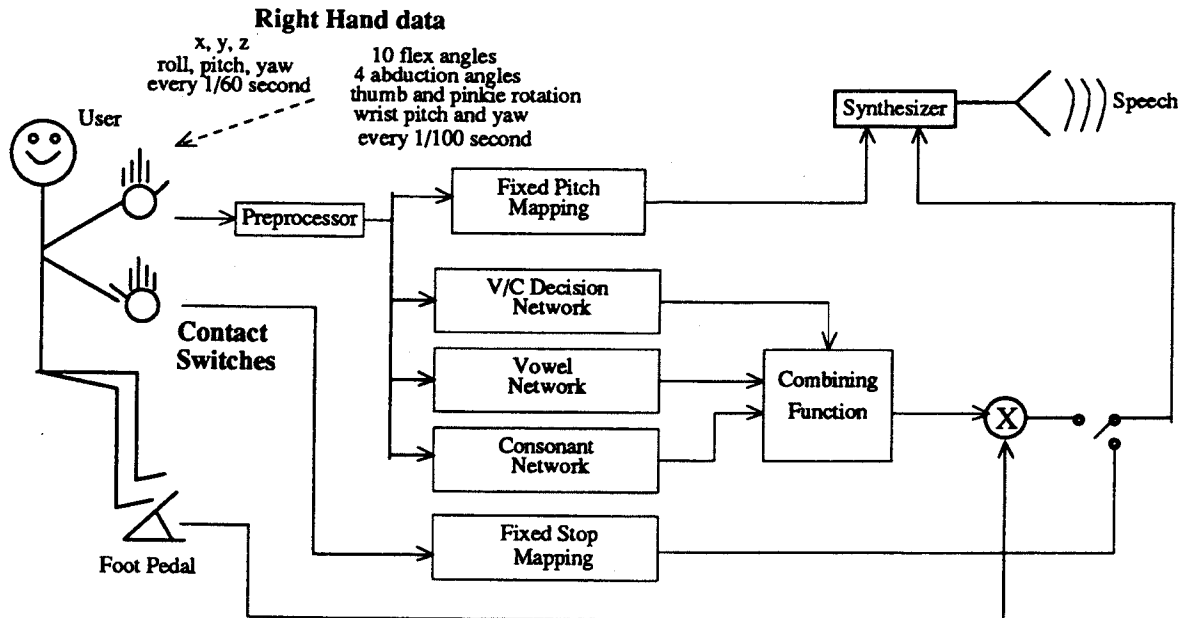 Right Hand data
x, y, z
roll, pitch, yaw
every 1/60 second
10 flex angles
4 abduction angles
thumb and pinkie rotation
wrist pitch and yaw
every 1/100 second
User
Synthesizer
Speech
Preprocessor
Fixed Pitch
Mapping
V/C Decision
Network
Contact
Switches
Vowel
Network
Combining
Function
X
Consonant
Network
Fixed Stop
Mapping
Foot Pedal